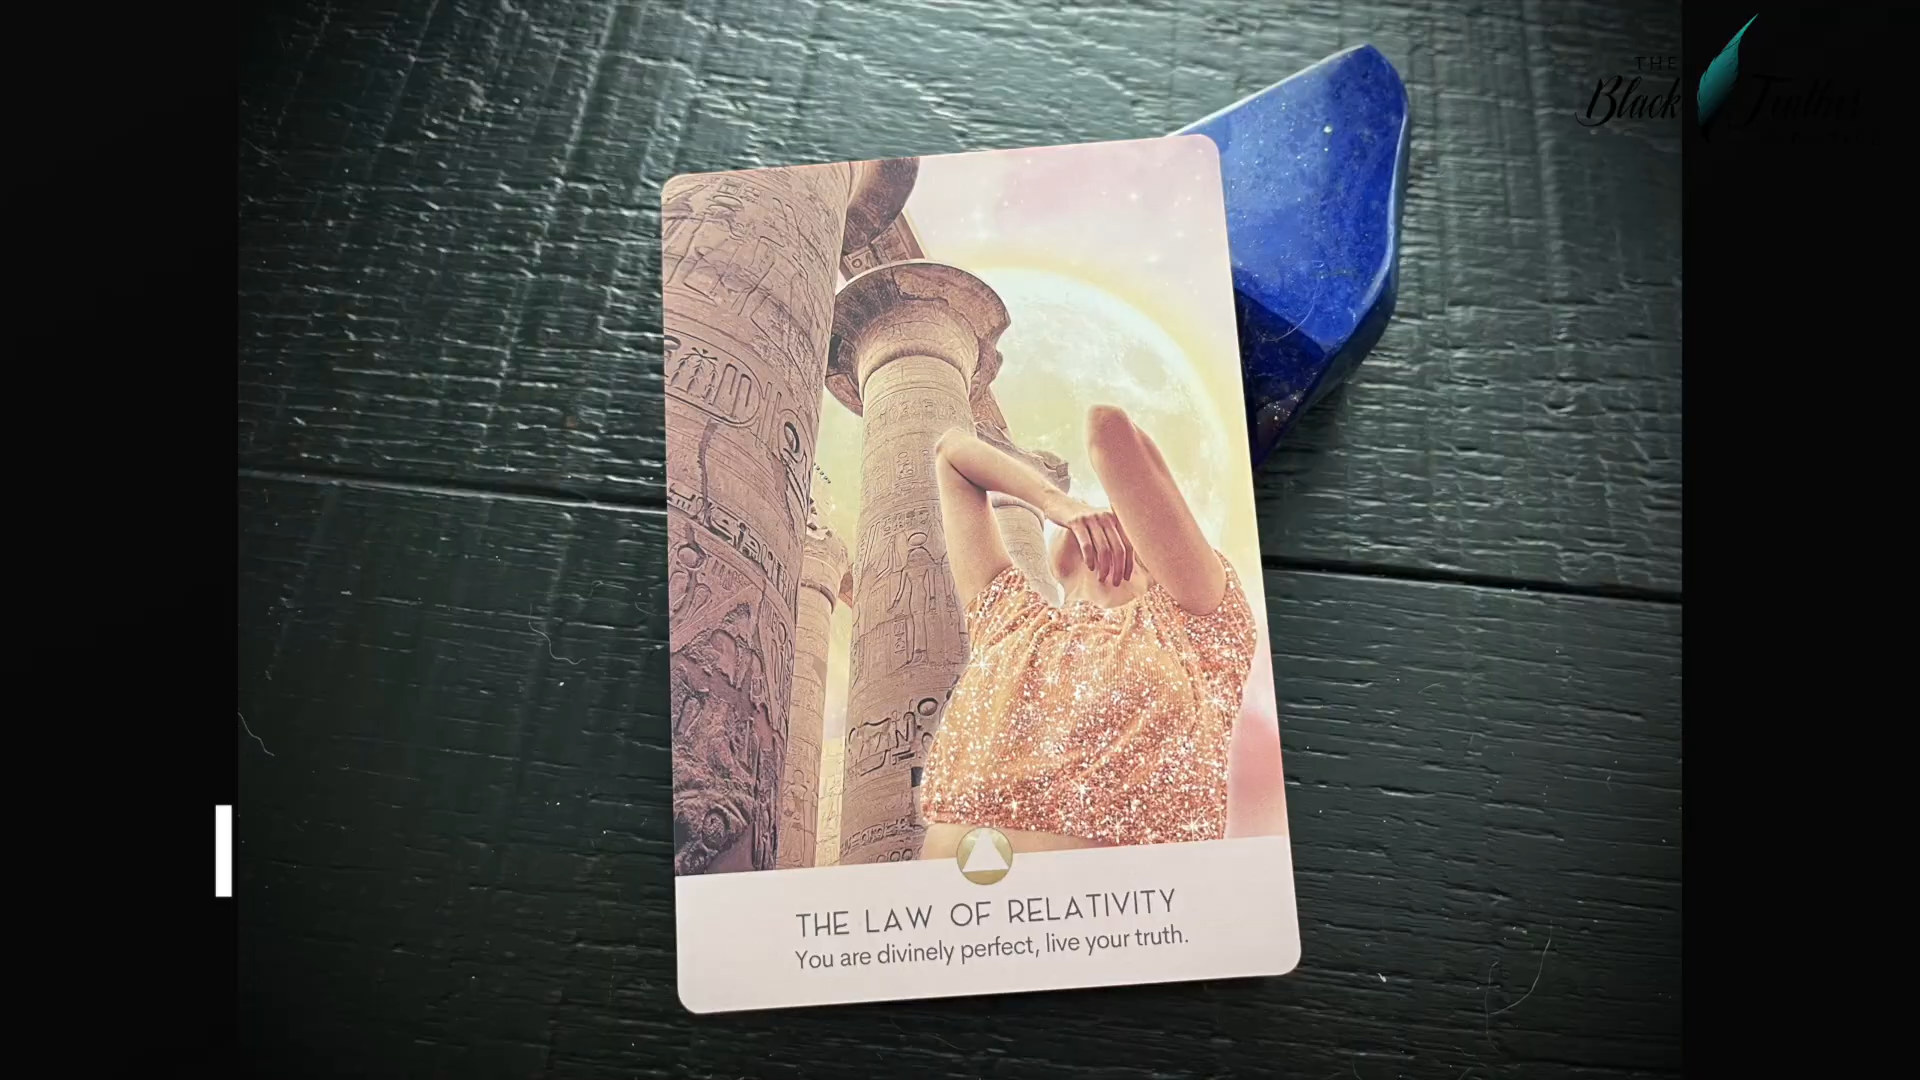 THE
Black Feather
THE LAW OF RELATIVITY
You are divinely perfect, live your truth.